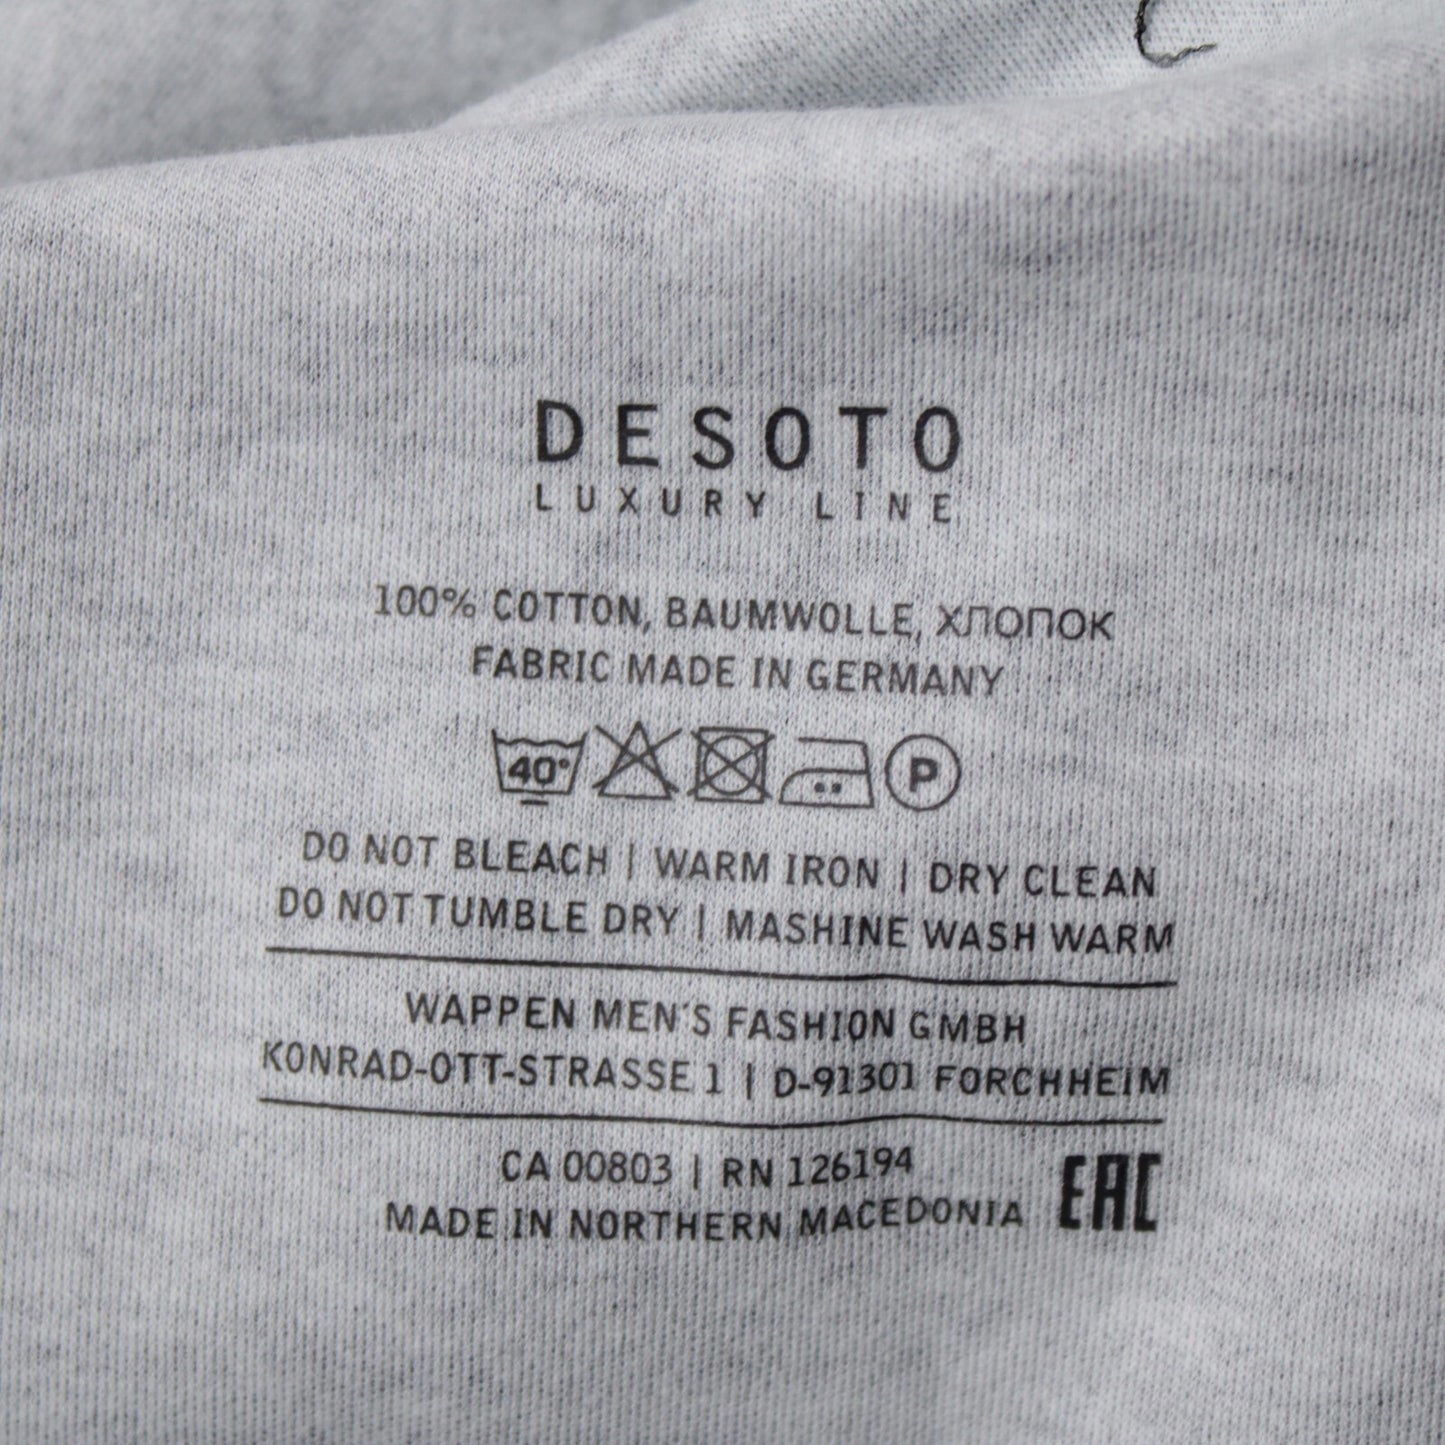 DESOTO
LUXURY LINE
100% COTTON, BAUMWOLLE, ХЛОПОК
FABRIC MADE IN GERMANY
40° P
DO NOT BLEACH | WARM IRON | DRY CLEAN
DO NOT TUMBLE DRY | MASHINE WASH WARM
WAPPEN MEN´S FASHION GMBH
KONRAD-OTT-STRASSE 1 | D-91301 FORCHHEIM
CA 00803 | RN 126194
MADE IN NORTHERN MACEDONIA EAC